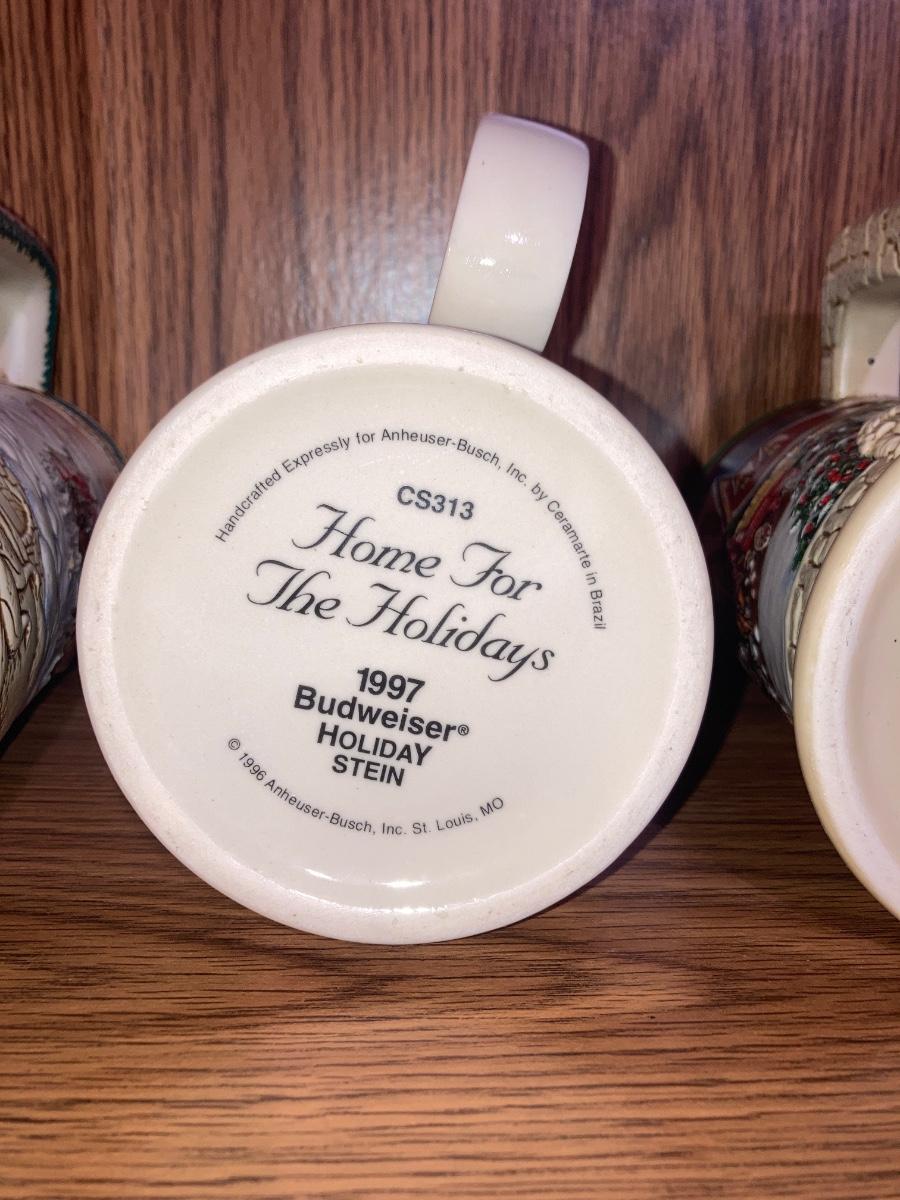 Handcrafted Expressly for Anheuser-Busch, Inc. by Ceramarte in Brazil
CS313
Home For
The Holidays
1997
Budweiser®
HOLIDAY
STEIN
© 1996 Anheuser-Busch, Inc. St. Louis, MO